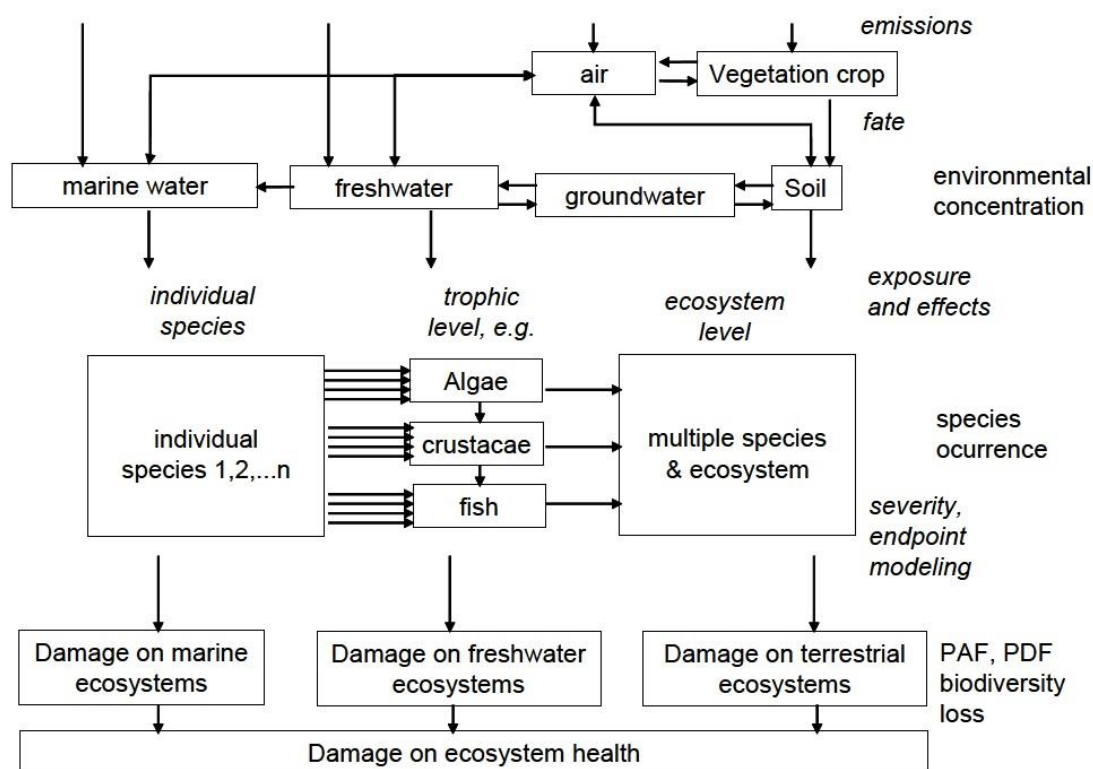 emissions
air
Vegetation crop
fate
marine water
freshwater
groundwater
Soil
environmental
concentration
individual
species
trophic
level, e.g.
ecosystem
level
exposure
and effects
individual
species 1,2,...n
Algae
crustacae
fish
multiple species
& ecosystem
species
ocurrence
severity,
endpoint
modeling
Damage on marine
ecosystems
Damage on freshwater
ecosystems
Damage on terrestrial
ecosystems
PAF, PDF
biodiversity
loss
Damage on ecosystem health